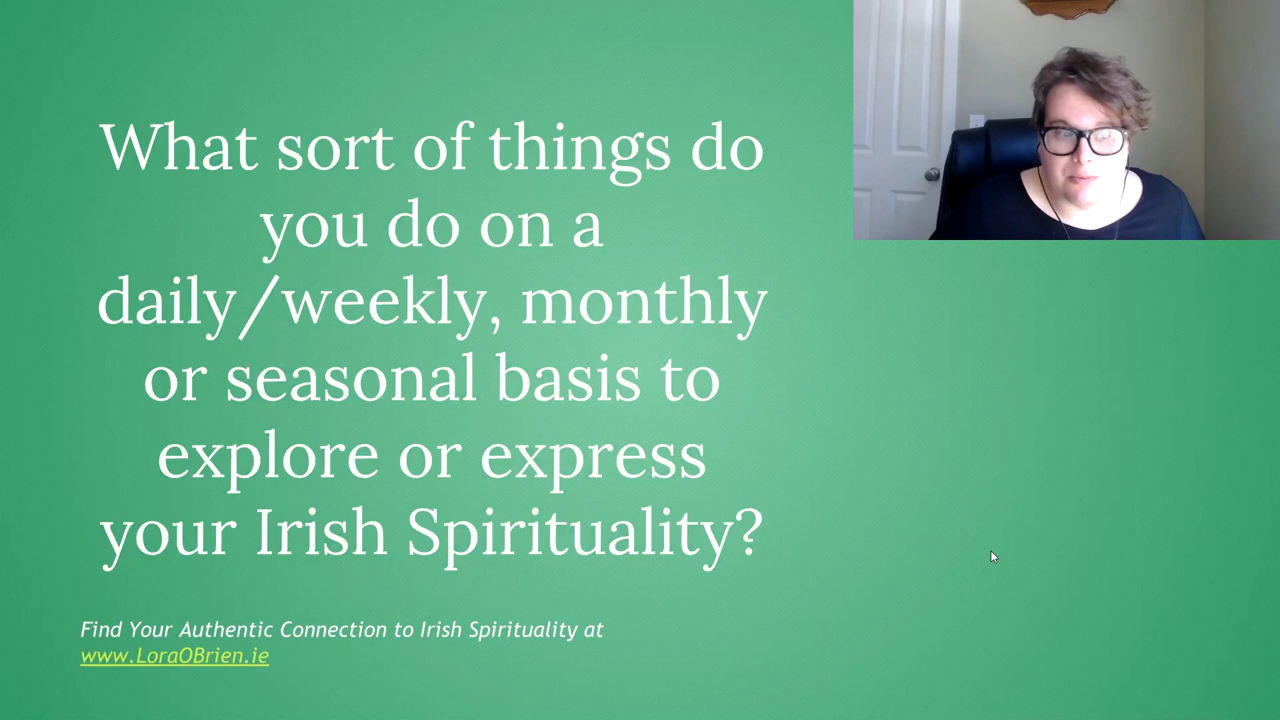 What sort of things do
you do on a
daily/weekly, monthly
or seasonal basis to
explore or express
your Irish Spirituality?
Find Your Authentic Connection to Irish Spirituality at
www.LoraOBrien.ie